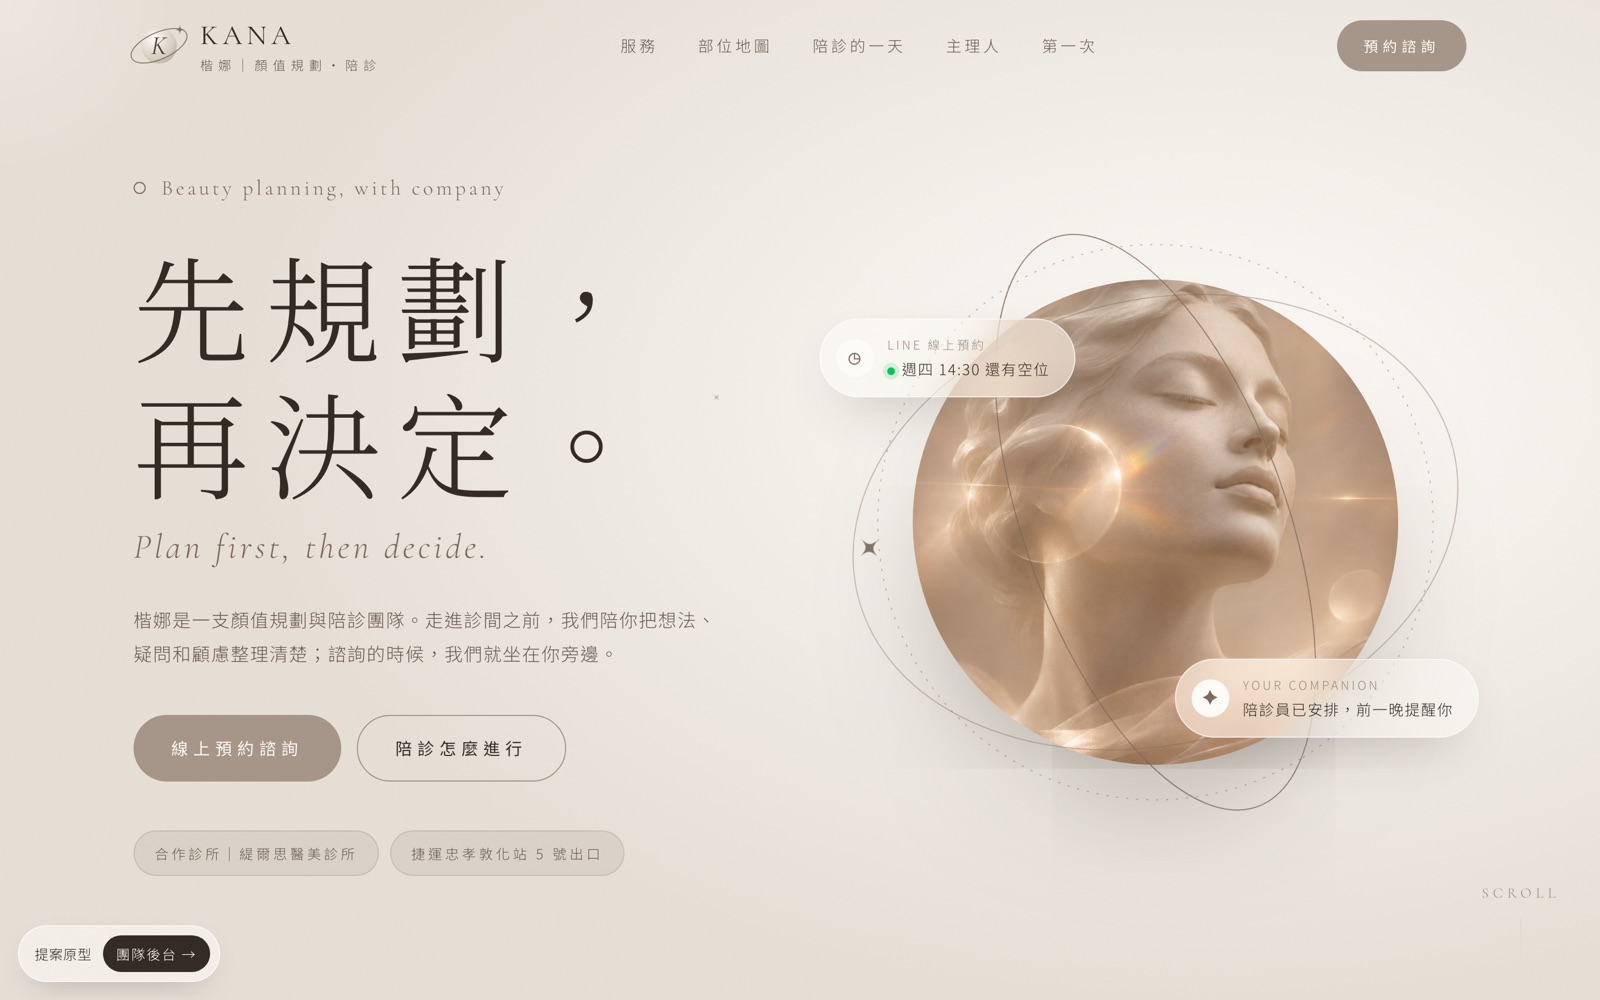 K
KANA
楷娜｜顏值規劃・陪診
服務
部位地圖
陪診的一天
主理人
第一次
預約諮詢
Beauty planning, with company
先規劃，
再決定。
Plan first, then decide.
楷娜是一支顏值規劃與陪診團隊。走進診間之前，我們陪你把想法、
疑問和顧慮整理清楚；諮詢的時候，我們就坐在你旁邊。
線上預約諮詢
陪診怎麼進行
合作診所｜緹爾思醫美診所
捷運忠孝敦化站 5 號出口
LINE 線上預約
週四 14:30 還有空位
YOUR COMPANION
陪診員已安排，前一晚提醒你
SCROLL
提案原型
團隊後台 →